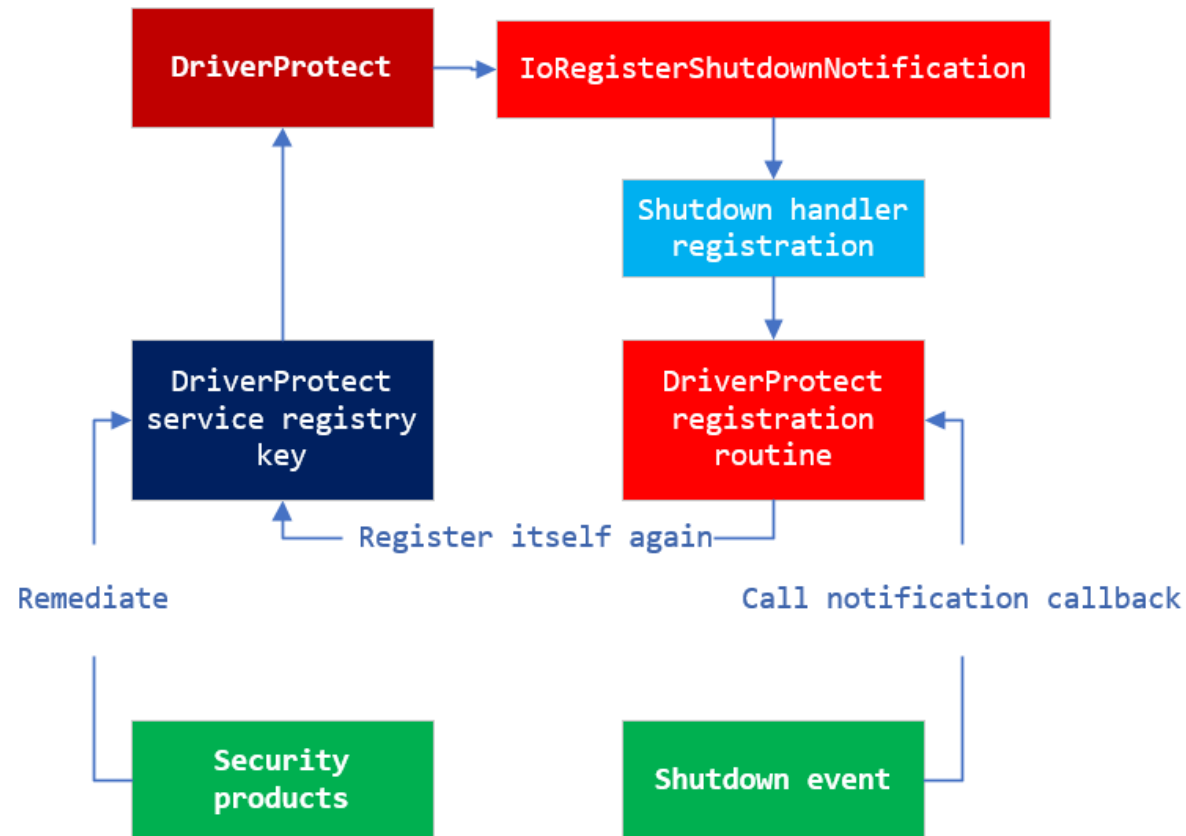 DriverProtect
IoRegisterShutdownNotification
Shutdown handler
registration
DriverProtect
service registry
key
DriverProtect
registration
routine
Register itself again
Remediate
Call notification callback
Security
products
Shutdown event